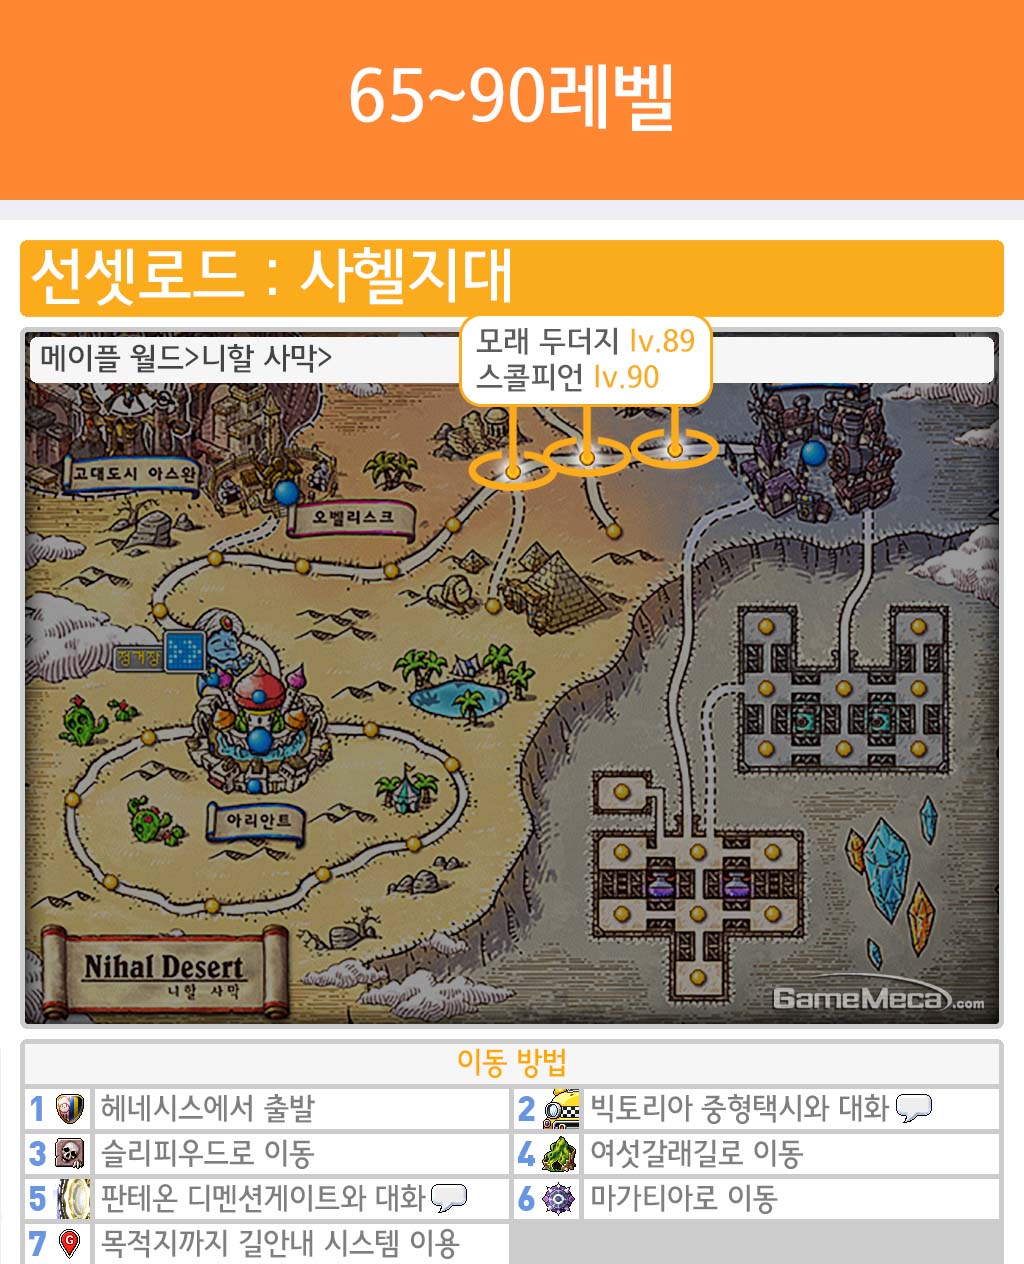 65~90레벨
선셋로드 : 사헬지대
메이플 월드>니할 사막>
모래 두더지 lv.89
스콜피언 lv.90
고대도시 아스완
오벨리스크
정거장
아리안트
Nihal Desert
니할 사막
GameMeca.com
이동 방법
1 헤네시스에서 출발
2 빅토리아 중형택시와 대화
3 슬리피우드로 이동
4 여섯갈래길로 이동
5 판테온 디멘션게이트와 대화
6 마가티아로 이동
7 G 목적지까지 길안내 시스템 이용